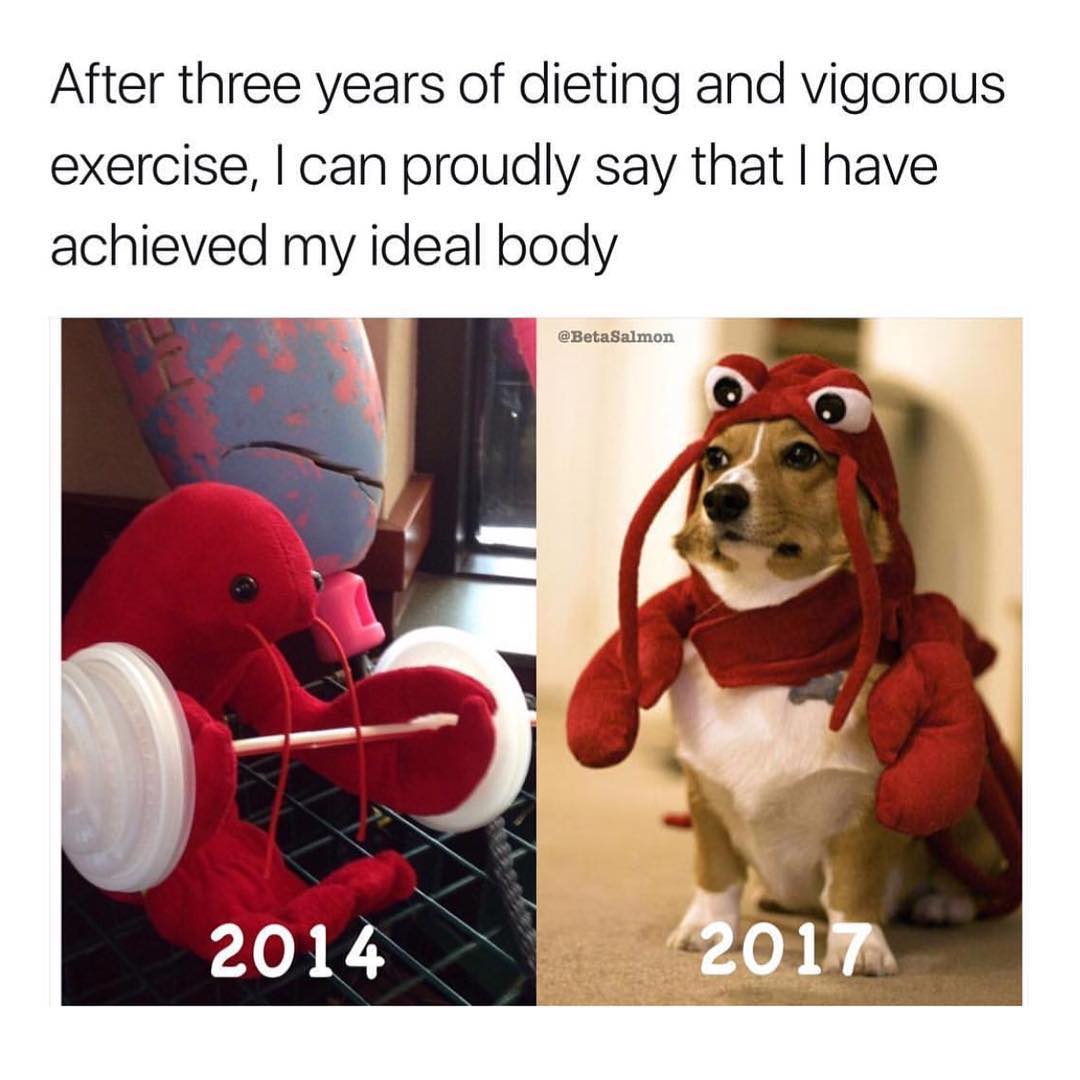 After three years of dieting and vigorous
exercise, I can proudly say that I have
achieved my ideal body
@BetaSalmon
2014
2017